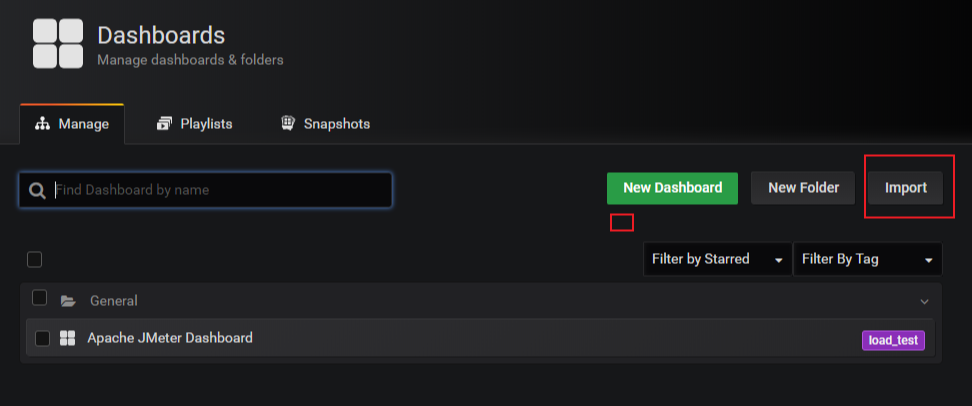 Dashboards
Manage dashboards & folders
Manage Playlists Snapshots
Find Dashboard by name New Dashboard New Folder Import
Filter by Starred Filter By Tag
General
Apache JMeter Dashboard load_test